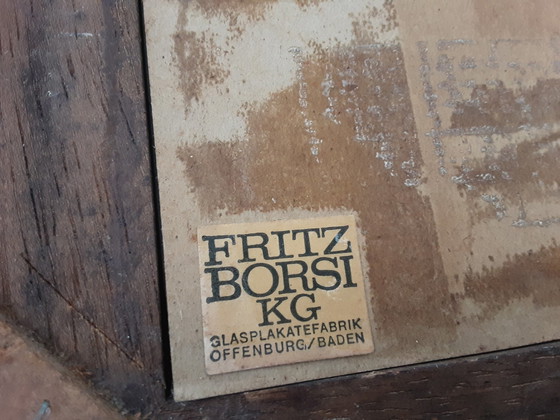 FRITZ
BORSI
KG
GLASPLAKATEFABRIK
OFFENBURG/BADEN